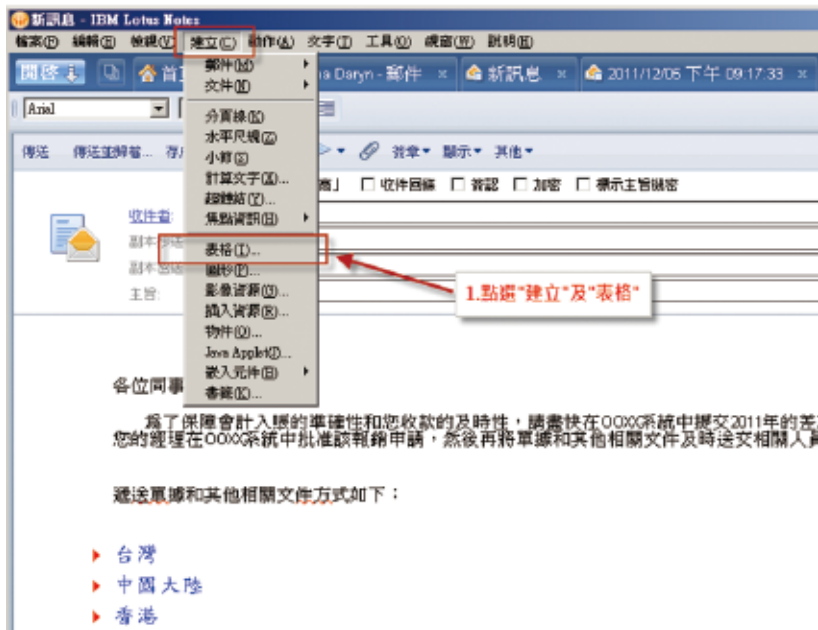 新訊息 - IBM Lotus Notes
檔案(F) 編輯(E) 檢視(V) 建立(C) 動作(A) 文字(T) 工具(O) 視窗(W) 說明(H)
開啓 首 a Daryn - 郵件 × 新訊息 × 2011/12/05 下午 09:17:33 ×
郵件(M)
文件(N)
Arial
分頁線(K)
水平尺規(Z)
傳送 傳送並歸檔... 存 簽章 顯示 其他
小節(S)
計算文字(X)...
」 收件回條 簽認 加密 標示主旨機密
超鏈結(Y)...
收件者:
焦點資訊(H)
副本
表格(T)...
副本
圖形(P)...
主旨:
影像資源(G)...
1.點選"建立"及"表格"
插入資源(R)...
物件(O)...
Java Applet(J)...
嵌入元件(B)
各位同事
書籤(K)...
為了保障會計入賬的準確性和您收款的及時性，請盡快在OOXX系統中提交2011年的差
您的經理在OOXX系統中批准該報銷申請，然後再將單據和其他相關文件及時送交相關人員
遞送單據和其他相關文件方式如下：
台灣
中國大陸
香港